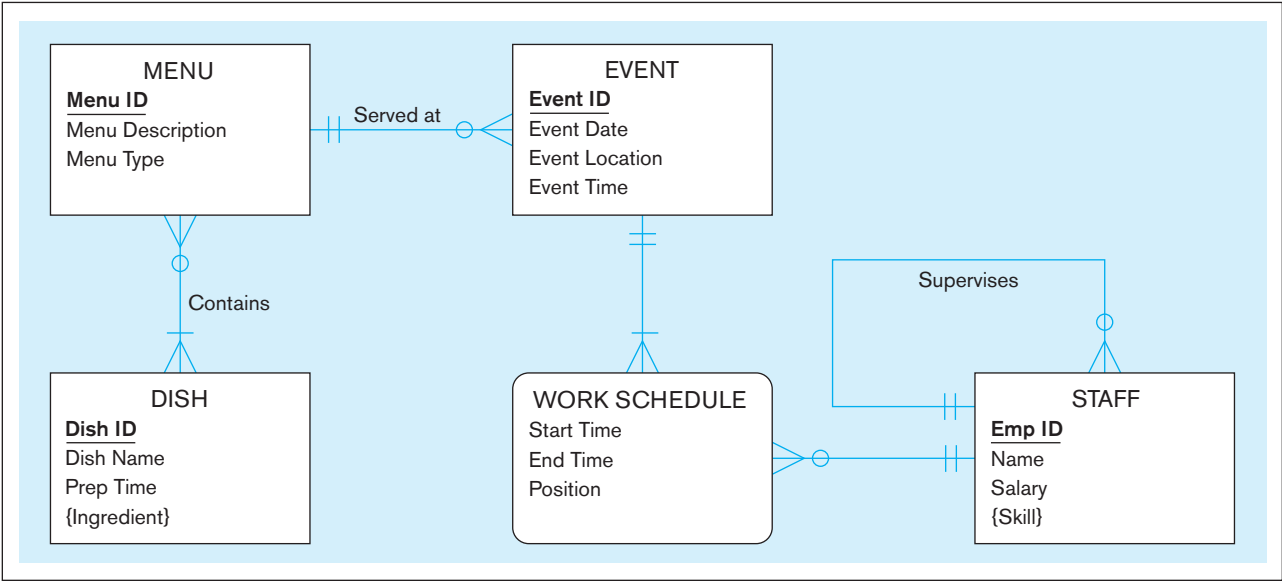 MENU
Menu ID
Menu Description
Menu Type
Served at
EVENT
Event ID
Event Date
Event Location
Event Time
Contains
Supervises
DISH
Dish ID
Dish Name
Prep Time
{Ingredient}
WORK SCHEDULE
Start Time
End Time
Position
STAFF
Emp ID
Name
Salary
{Skill}